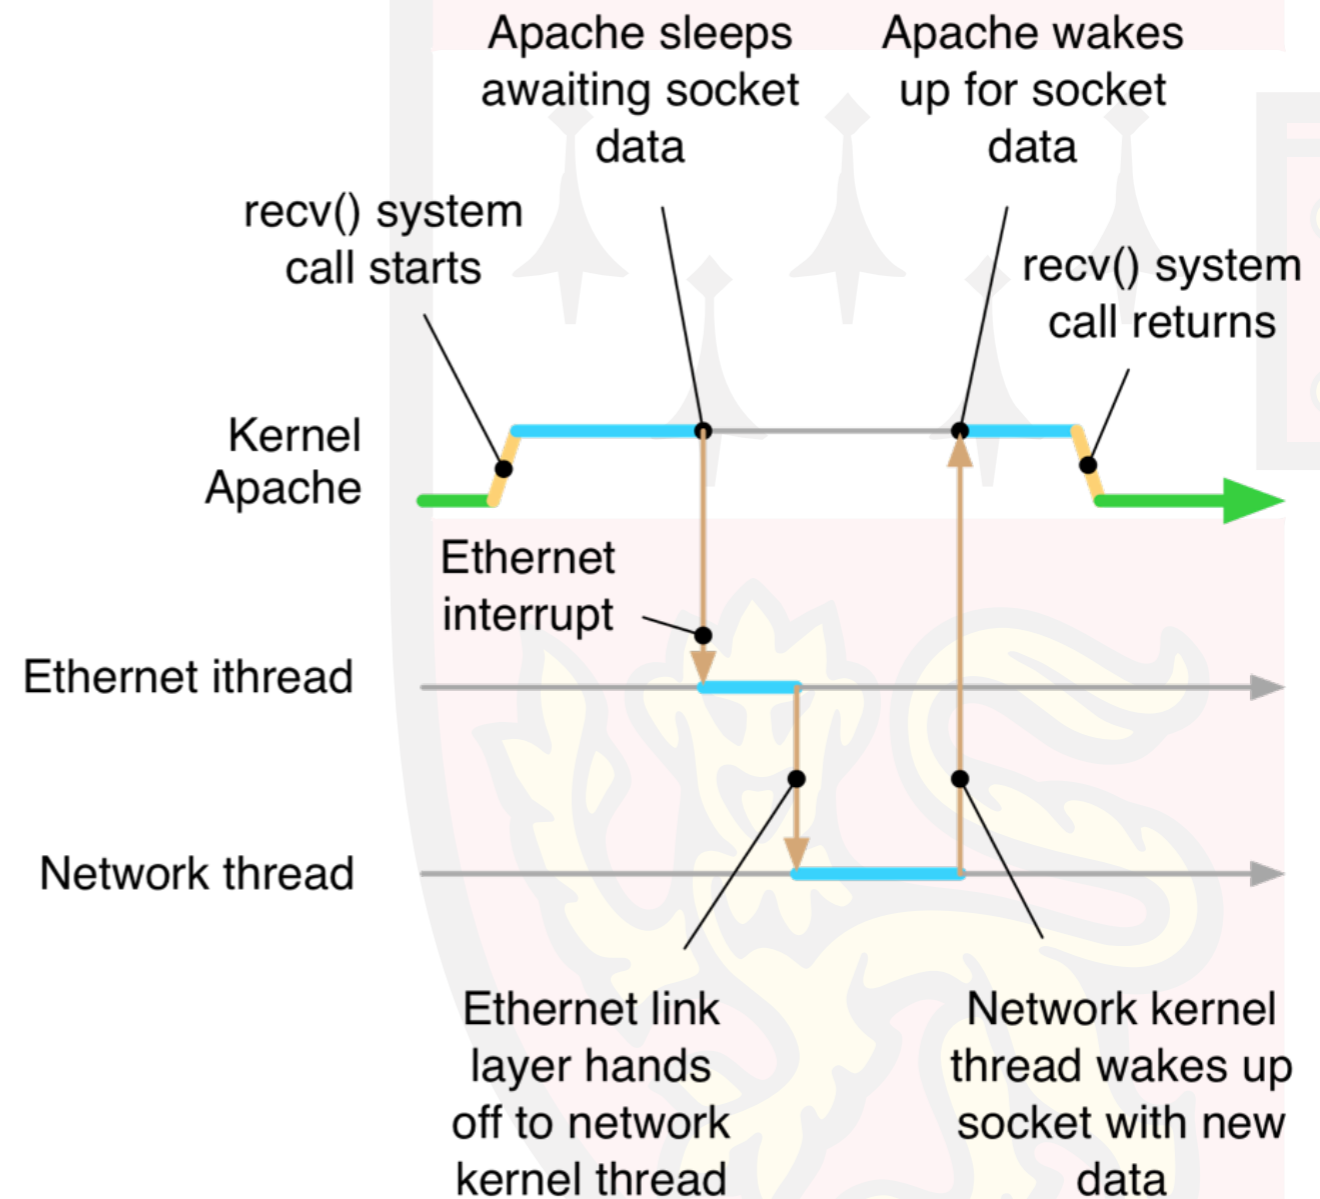 Apache sleeps
awaiting socket
data
Apache wakes
up for socket
data
recv() system
call starts
recv() system
call returns
Kernel
Apache
Ethernet
interrupt
Ethernet ithread
Network thread
Ethernet link
layer hands
off to network
kernel thread
Network kernel
thread wakes up
socket with new
data